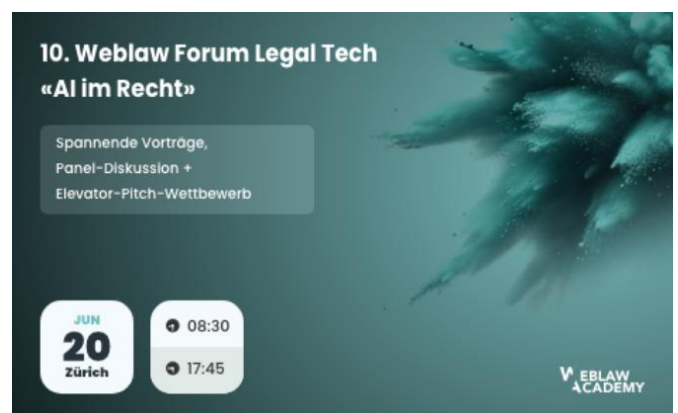 10. Weblaw Forum Legal Tech
«AI im Recht»
Spannende Vorträge,
Panel-Diskussion +
Elevator-Pitch-Wettbewerb
JUN
20
Zürich
08:30
17:45
WEBLAW
ACADEMY